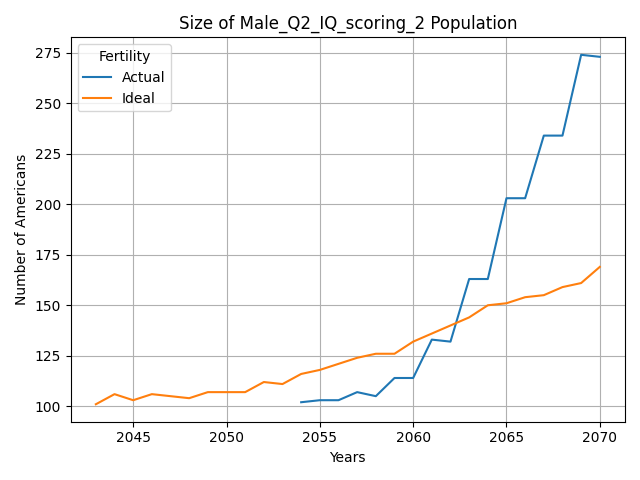 Size of Male_Q2_IQ_scoring_2 Population
Fertility
Actual
Ideal
Number of Americans
275
250
225
200
175
150
125
100
2045 2050 2055 2060 2065 2070
Years